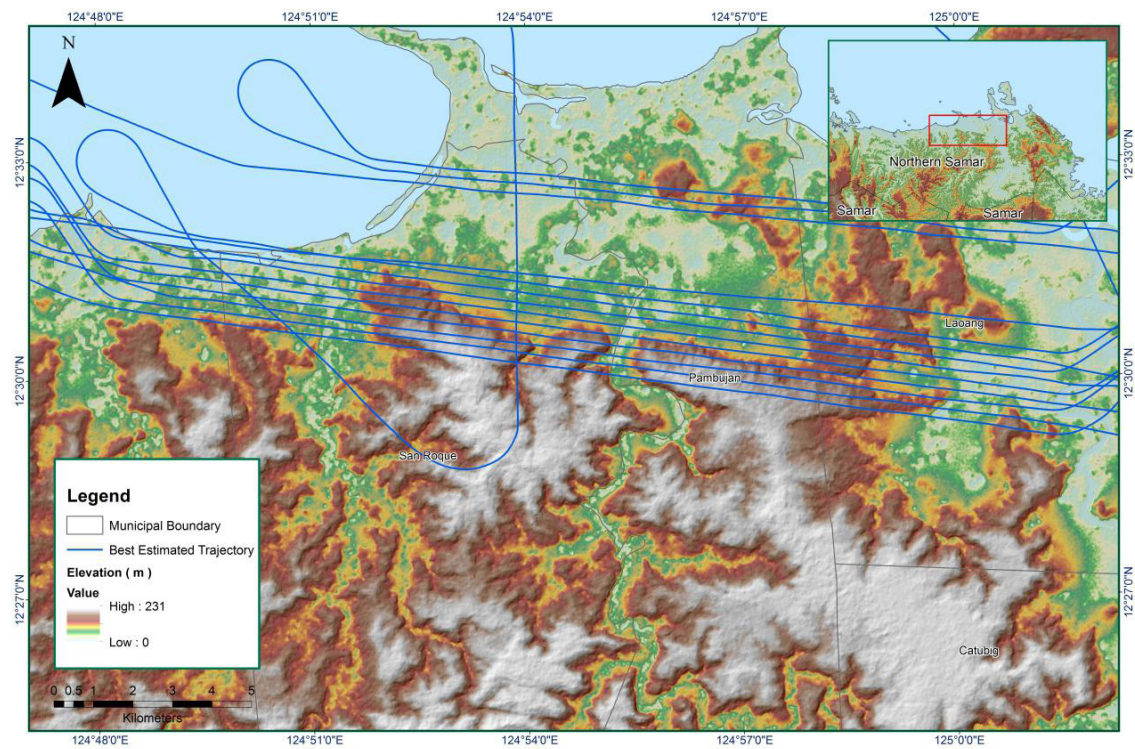 124°48'0"E 124°51'0"E 124°54'0"E 124°57'0"E 125°0'0"E
N
12°33'0"N
12°33'0"N
Northern Samar
Samar
Samar
Laoang
12°30'0"N
12°30'0"N
Pambujan
San Roque
Legend
Municipal Boundary
Best Estimated Trajectory
Elevation ( m )
Value
High : 231
Low : 0
12°27'0"N
12°27'0"N
Catubig
0 0.5 1 2 3 4 5
Kilometers
124°48'0"E 124°51'0"E 124°54'0"E 124°57'0"E 125°0'0"E